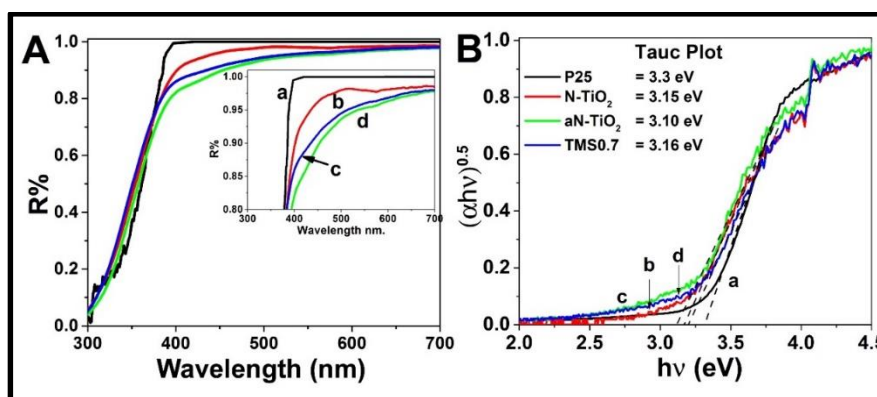 A
R%
1.0
0.8
0.6
0.4
0.2
0.0
300
400
500
600
700
Wavelength (nm)
R%
1.00
0.95
0.90
0.85
0.80
300 400 500 600 700
Wavelength nm.
a
b
c
d
B
Tauc Plot
P25 = 3.3 eV
N-TiO₂ = 3.15 eV
aN-TiO₂ = 3.10 eV
TMS0.7 = 3.16 eV
(αhν)^0.5
1.0
0.8
0.6
0.4
0.2
0.0
c
b
d
a
2.0 2.5 3.0 3.5 4.0 4.5
hν (eV)